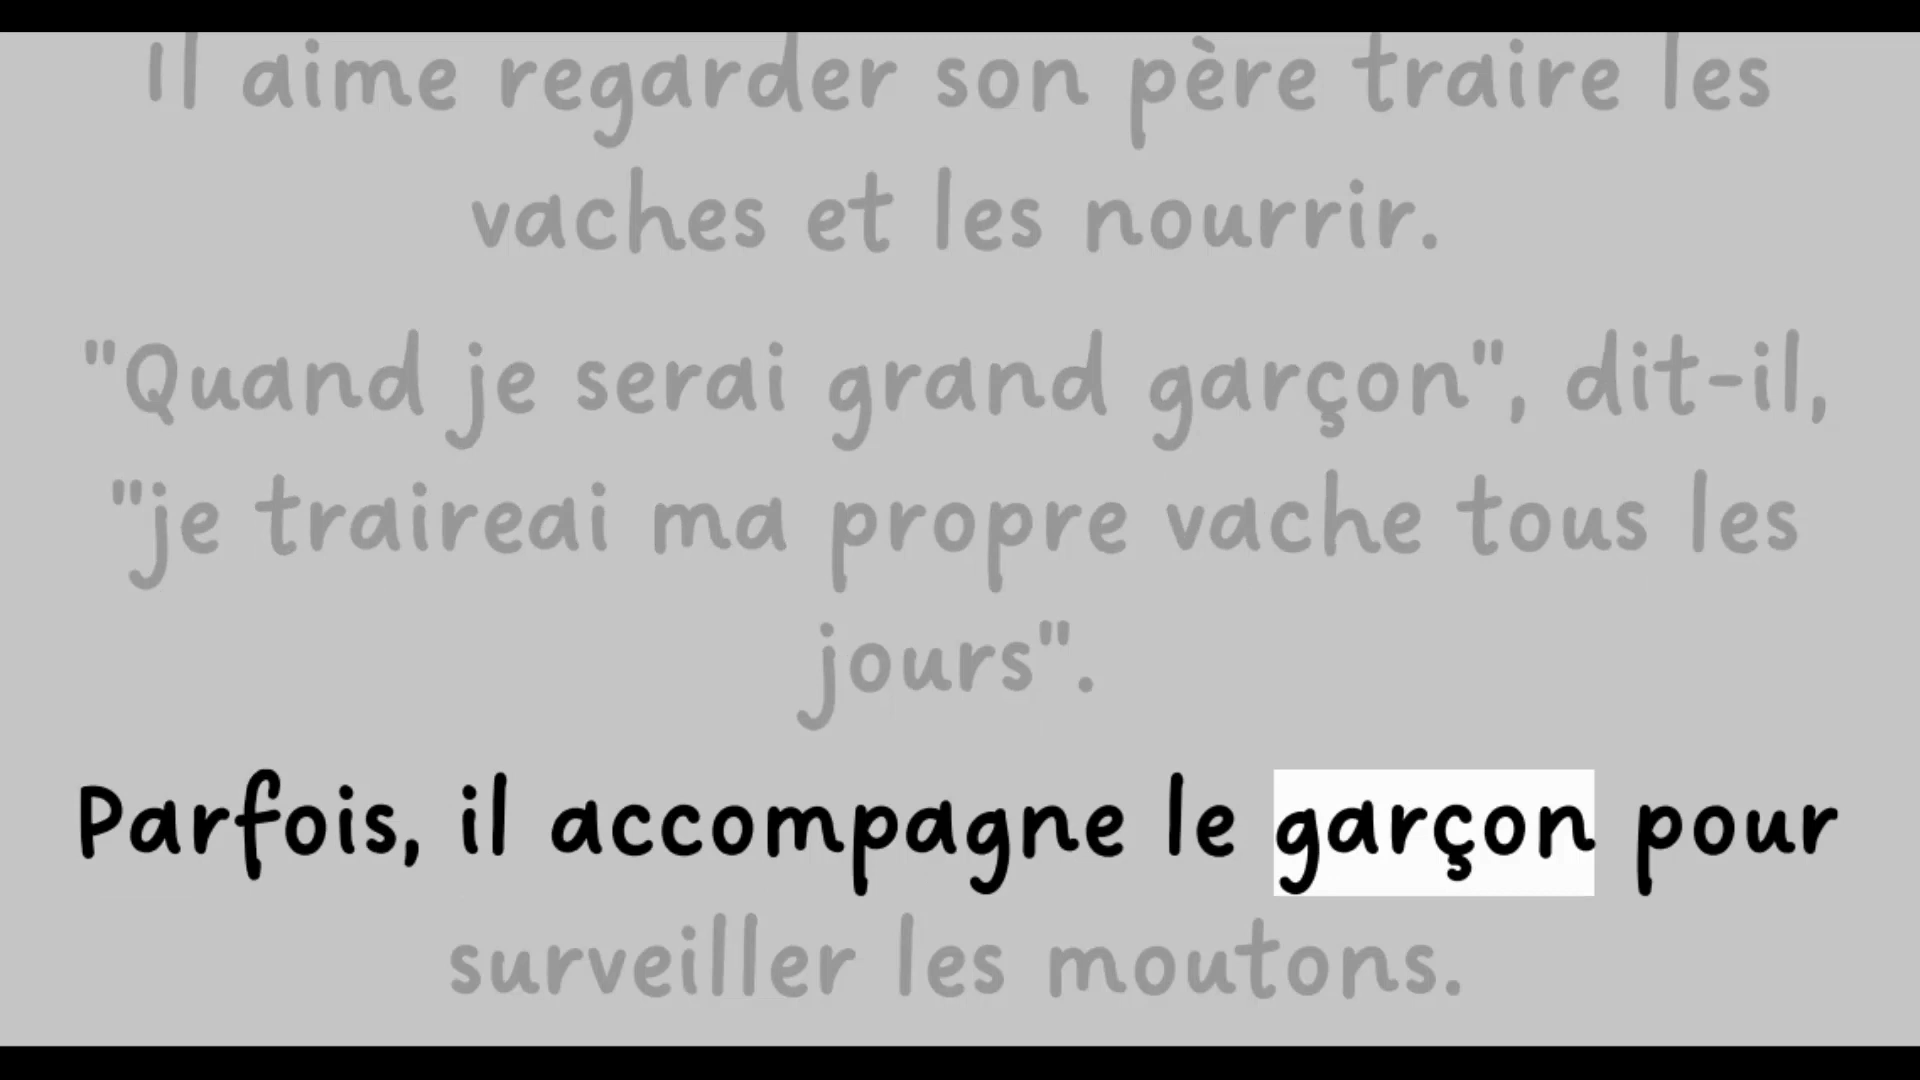 Il aime regarder son père traire les
vaches et les nourrir.
"Quand je serai grand garçon", dit-il,
"je traireai ma propre vache tous les
jours".
Parfois, il accompagne le garçon pour
surveiller les moutons.